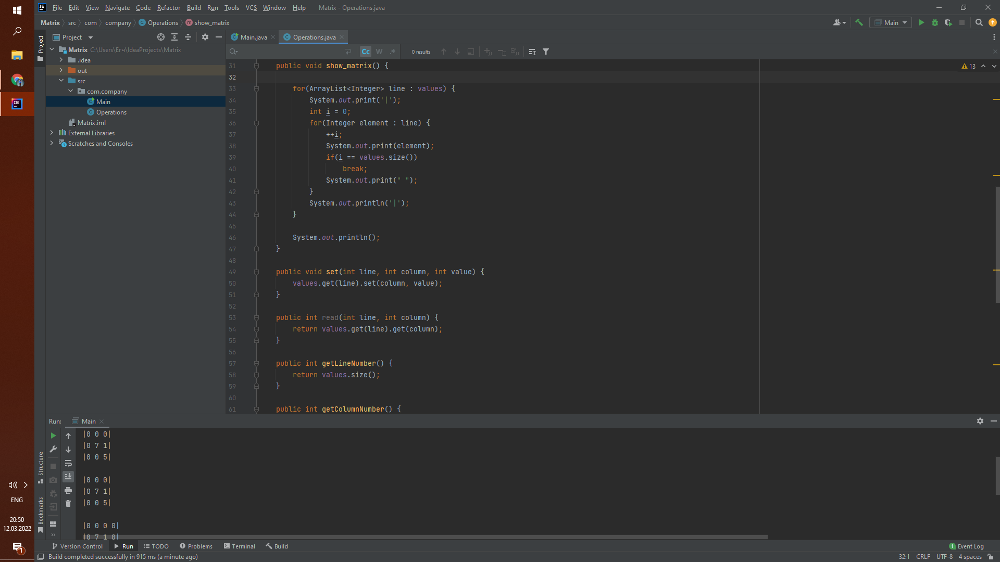 File Edit View Navigate Code Refactor Build Run Tools VCS Window Help Matrix - Operations.java
Matrix src com company Operations show_matrix Main
Project
Project
Main.java Operations.java
Matrix C:\Users\Егч\IdeaProjects\Matrix
.idea
out
src
com.company
Main
Operations
Matrix.iml
External Libraries
Scratches and Consoles
Cc W .* 0 results
13
31 public void show_matrix() {
32
33 for(ArrayList<Integer> line : values) {
34 System.out.print('|');
35 int i = 0;
36 for(Integer element : line) {
37 ++i;
38 System.out.print(element);
39 if(i == values.size())
40 break;
41 System.out.print(" ");
42 }
43 System.out.println('|');
44 }
45
46 System.out.println();
47 }
48
49 public void set(int line, int column, int value) {
50 values.get(line).set(column, value);
51 }
52
53 public int read(int line, int column) {
54 return values.get(line).get(column);
55 }
56
57 public int getLineNumber() {
58 return values.size();
59 }
60
61 public int getColumnNumber() {
Run: Main
|0 0 0|
|0 7 1|
|0 0 5|
|0 0 0|
|0 7 1|
|0 0 5|
|0 0 0 0|
|0 7 1 0|
Structure
Bookmarks
Version Control Run TODO Problems Terminal Build 1 Event Log
Build completed successfully in 915 ms (a minute ago) 32:1 CRLF UTF-8 4 spaces
ENG
20:50
12.03.2022
1